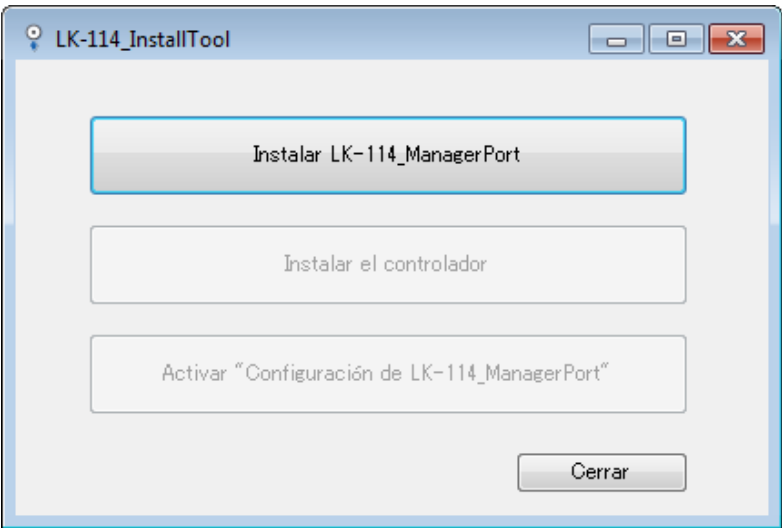 LK-114_InstallTool
Instalar LK-114_ManagerPort
Instalar el controlador
Activar "Configuración de LK-114_ManagerPort"
Cerrar